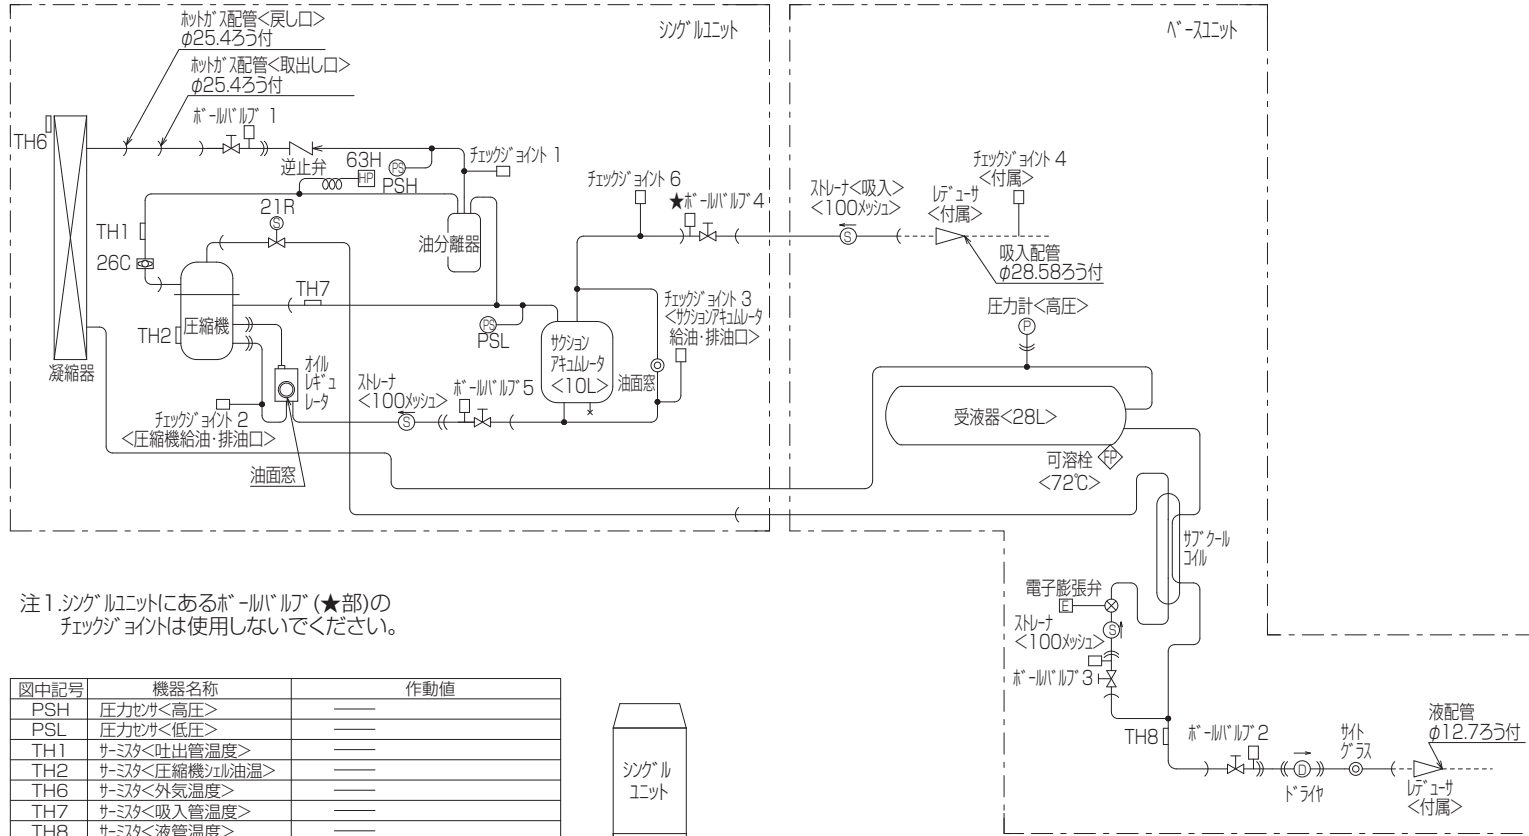 ホットガス配管<戻し口>
φ25.4ろう付
ホットガス配管<取出し口>
φ25.4ろう付
シングルユニット
ベースユニット
ボールバルブ 1
TH6
逆止弁
63H
HP
PS
PSH
チェックジョイント 1
チェックジョイント 6
★ボールバルブ4
ストレーナ<吸入>
<100メッシュ>
S
レデューサ
<付属>
チェックジョイント 4
<付属>
吸入配管
φ28.58ろう付
TH1
26C
21R
S
油分離器
TH7
TH2
圧縮機
PS
PSL
サクション
アキュムレータ
<10L>
チェックジョイント 3
<サクションアキュムレータ
給油・排油口>
油面窓
圧力計<高圧>
P
凝縮器
オイル
レギュ
レータ
ストレーナ
<100メッシュ>
S
ボールバルブ5
チェックジョイント 2
<圧縮機給油・排油口>
油面窓
受液器<28L>
可溶栓
<72℃>
FP
サブクール
コイル
電子膨張弁
E
ストレーナ
<100メッシュ>
S
ボールバルブ3
TH8
ボールバルブ2
D
ドライヤ
サイト
グラス
液配管
φ12.7ろう付
レデューサ
<付属>
注1.シングルユニットにあるボールバルブ(★部)の
チェックジョイントは使用しないでください。
図中記号 機器名称 作動値
PSH 圧力センサ<高圧> ――
PSL 圧力センサ<低圧> ――
TH1 サーミスタ<吐出管温度> ――
TH2 サーミスタ<圧縮機シェル油温> ――
TH6 サーミスタ<外気温度> ――
TH7 サーミスタ<吸入管温度> ――
TH8 サーミスタ<液管温度> ――
シングル
ユニット